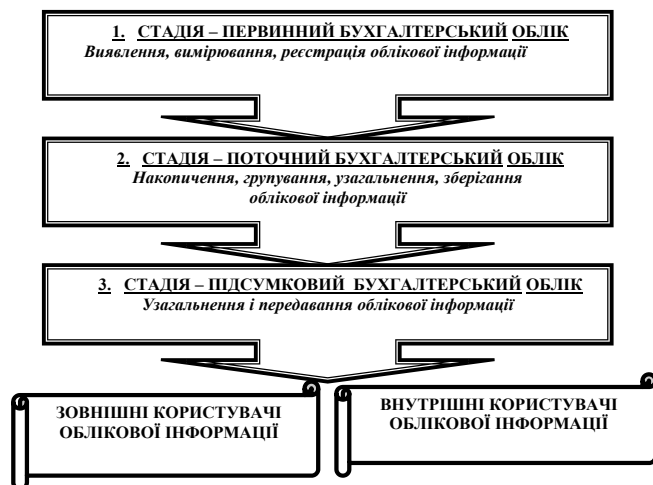 1. СТАДІЯ – ПЕРВИННИЙ БУХГАЛТЕРСЬКИЙ ОБЛІК
Виявлення, вимірювання, реєстрація облікової інформації
2. СТАДІЯ – ПОТОЧНИЙ БУХГАЛТЕРСЬКИЙ ОБЛІК
Накопичення, групування, узагальнення, зберігання
облікової інформації
3. СТАДІЯ – ПІДСУМКОВИЙ БУХГАЛТЕРСЬКИЙ ОБЛІК
Узагальнення і передавання облікової інформації
ЗОВНІШНІ КОРИСТУВАЧІ
ОБЛІКОВОЇ ІНФОРМАЦІЇ
ВНУТРІШНІ КОРИСТУВАЧІ
ОБЛІКОВОЇ ІНФОРМАЦІЇ